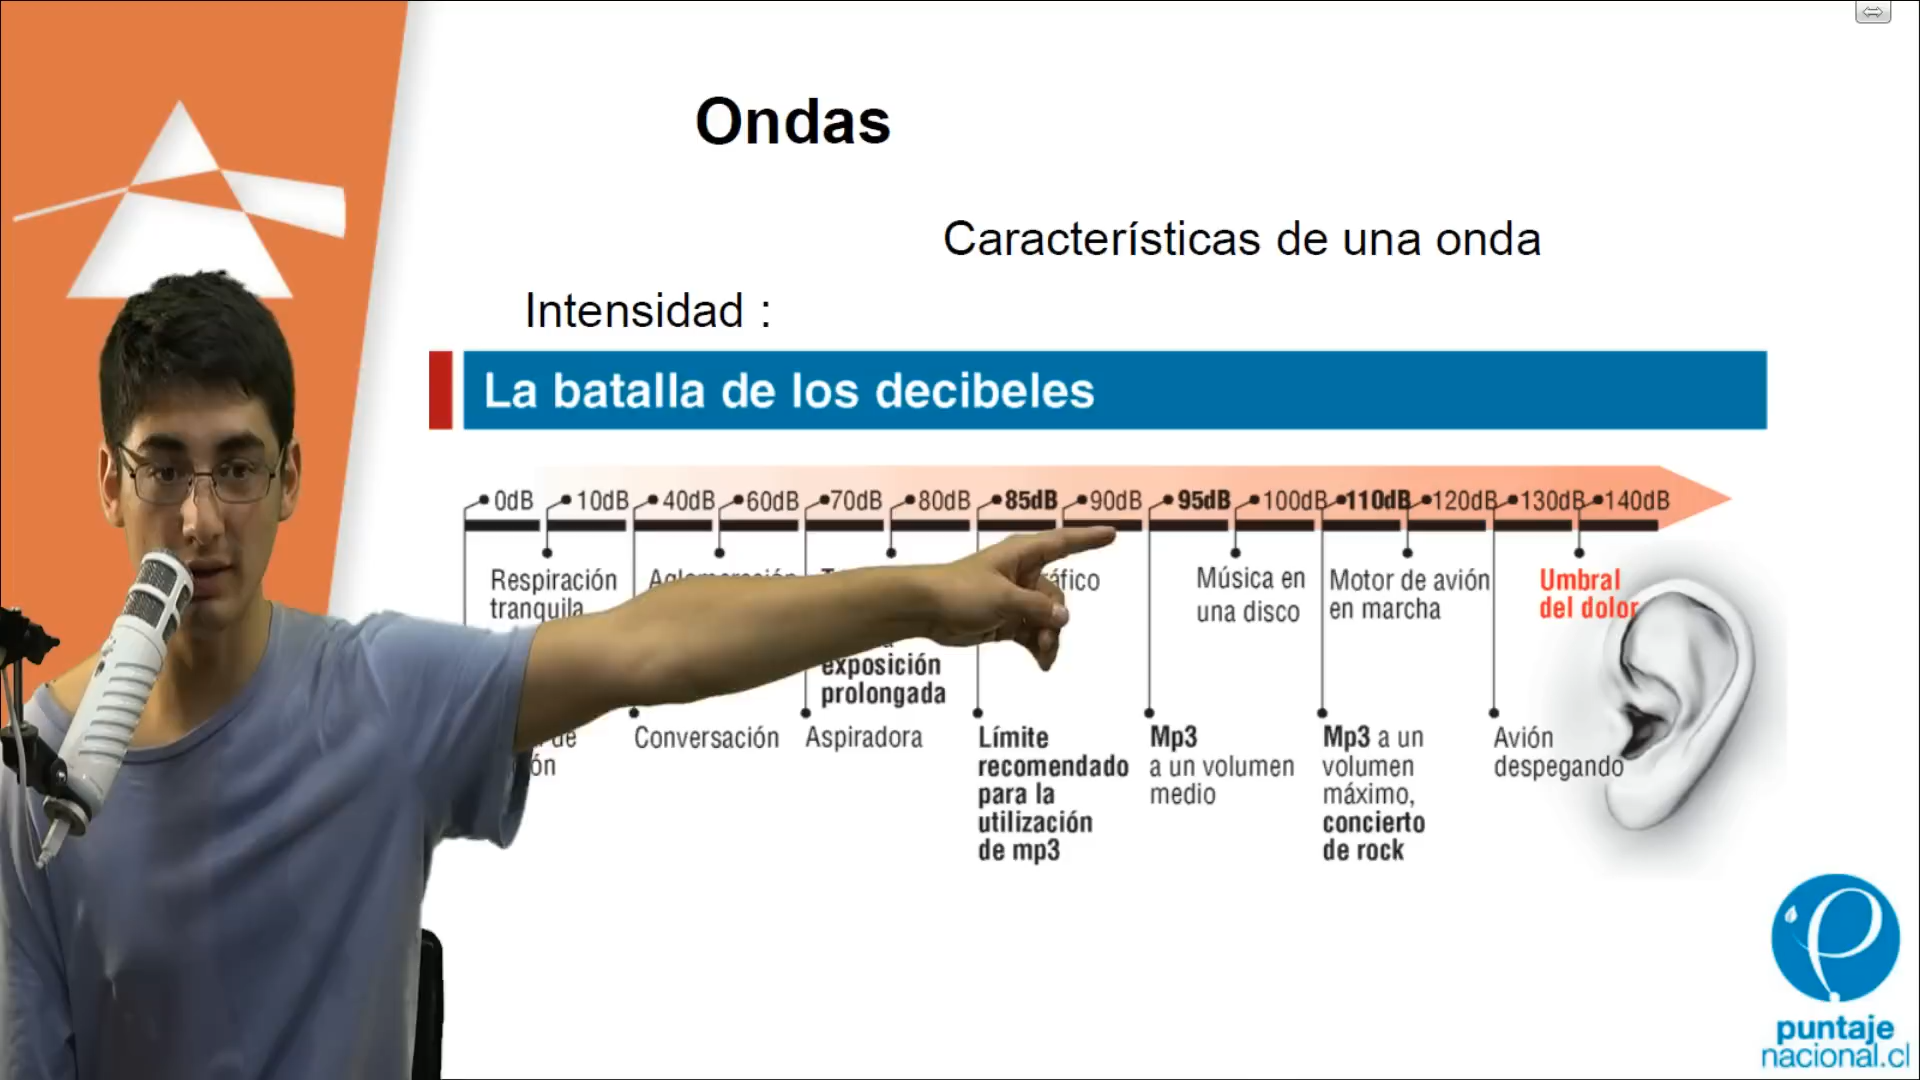 Ondas
Características de una onda
Intensidad :
La batalla de los decibeles
0dB 10dB 40dB 60dB 70dB 80dB 85dB 90dB 95dB 100dB 110dB 120dB 130dB 140dB
Respiración
tranquila
Música en
una disco
Motor de avión
en marcha
Umbral
del dolor
exposición
prolongada
Conversación
Aspiradora
Límite
recomendado
para la
utilización
de mp3
Mp3
a un volumen
medio
Mp3 a un
volumen
máximo,
concierto
de rock
Avión
despegando
puntaje
nacional.cl